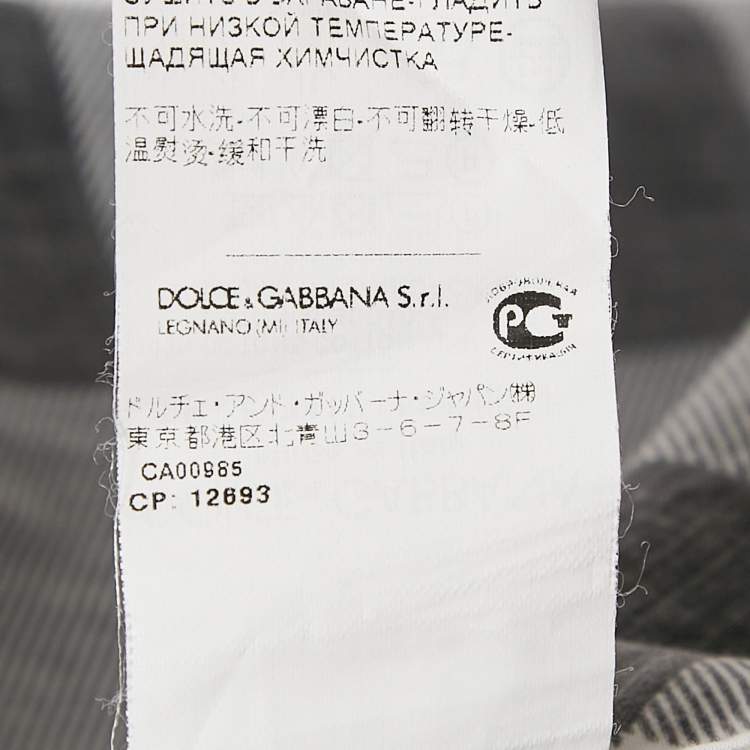 ПРИ НИЗКОЙ ТЕМПЕРАТУРЕ-
ЩАДЯЩАЯ ХИМЧИСТКА
不可水洗-不可漂白-不可翻转干燥-低
温熨烫-缓和干洗
DOLCE & GABBANA S.r.l.
LEGNANO (MI) ITALY
ДОБРОВОЛЬНАЯ
РСТ
СЕРТИФИКАЦИЯ
ドルチェ・アンド・ガッバーナ・ジャパン(株)
東京都港区北青山3-6-7-8F
CA00985
CP: 12693